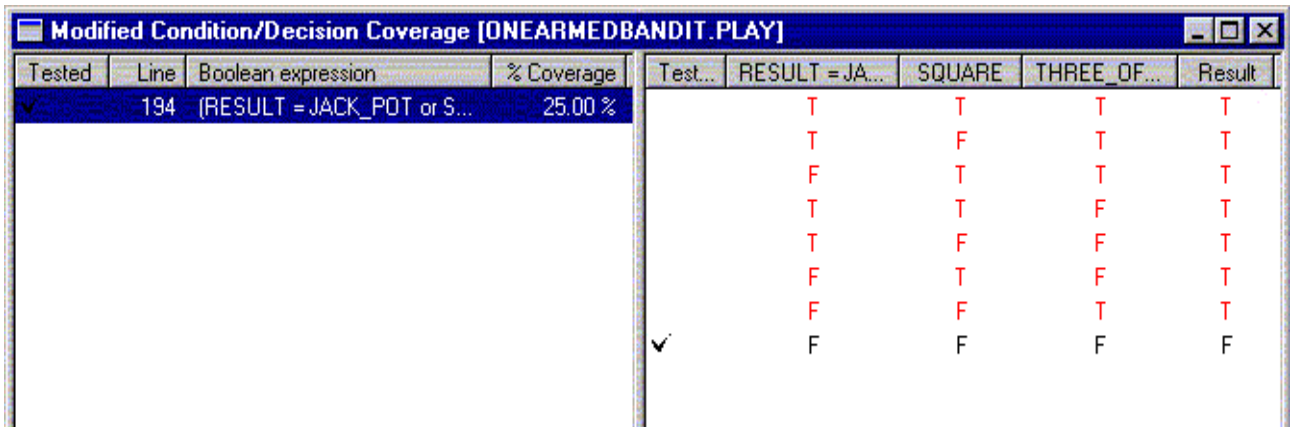 Modified Condition/Decision Coverage [ONEARMEDBANDIT.PLAY]
Tested Line Boolean expression % Coverage
194 (RESULT = JACK_POT or S... 25.00 %
Test... RESULT = JA... SQUARE THREE_OF... Result
T T T T
T F T T
F T T T
T T F T
T F F T
F T F T
F F T T
F F F F